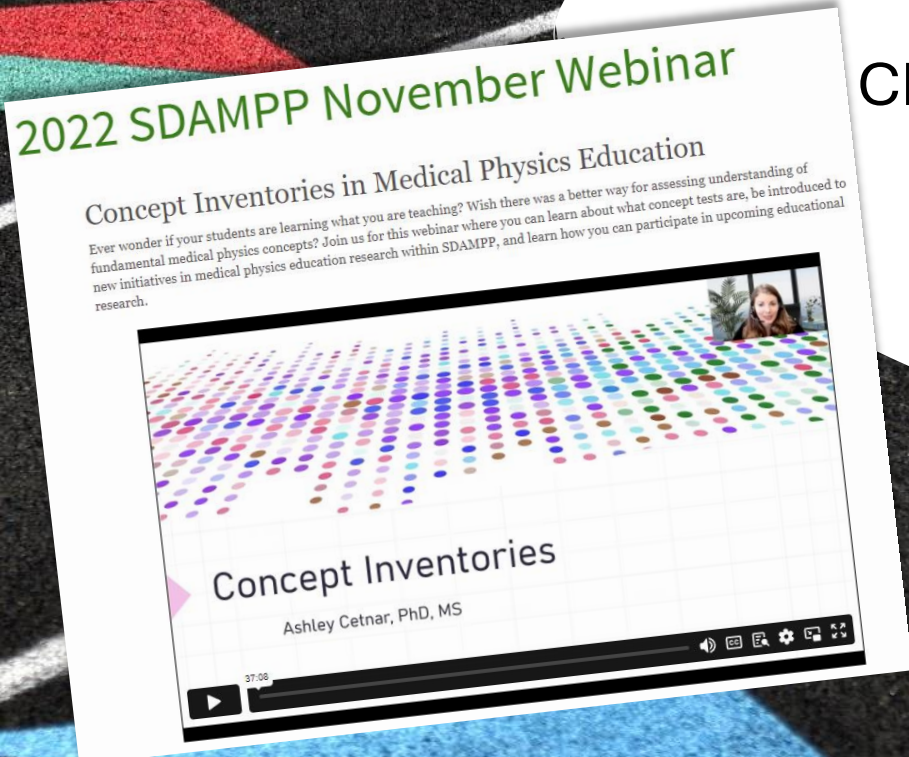 2022 SDAMPP November Webinar
Cl
Concept Inventories in Medical Physics Education
Ever wonder if your students are learning what you are teaching? Wish there was a better way for assessing understanding of
fundamental medical physics concepts? Join us for this webinar where you can learn about what concept tests are, be introduced to
new initiatives in medical physics education research within SDAMPP, and learn how you can participate in upcoming educational
research.
Concept Inventories
Ashley Cetnar, PhD, MS
37:08
CC